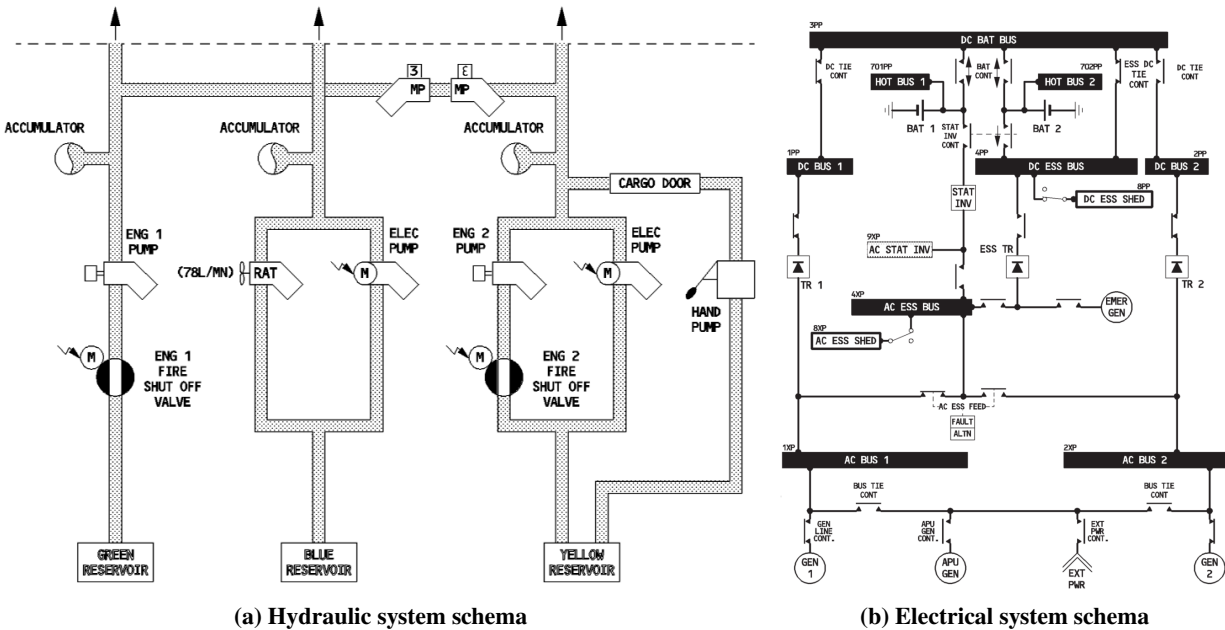 3
Ɛ
MP
MP
ACCUMULATOR
ACCUMULATOR
ACCUMULATOR
CARGO DOOR
ENG 1
PUMP
(78L/MN)
RAT
ELEC
PUMP
M
ENG 2
PUMP
ELEC
PUMP
M
HAND
PUMP
M
ENG 1
FIRE
SHUT OFF
VALVE
M
ENG 2
FIRE
SHUT OFF
VALVE
GREEN
RESERVOIR
BLUE
RESERVOIR
YELLOW
RESERVOIR
(a) Hydraulic system schema
3PP
DC BAT BUS
DC TIE
CONT
701PP
HOT BUS 1
BAT
CONT
702PP
HOT BUS 2
ESS DC
TIE
CONT
DC TIE
CONT
BAT 1
STAT
INV
CONT
BAT 2
1PP
DC BUS 1
4PP
DC ESS BUS
2PP
DC BUS 2
STAT
INV
8PP
DC ESS SHED
9XP
AC STAT INV
ESS TR
TR 1
TR 2
4XP
AC ESS BUS
EMER
GEN
8XP
AC ESS SHED
AC ESS FEED
FAULT
ALTN
1XP
AC BUS 1
2XP
AC BUS 2
BUS TIE
CONT
BUS TIE
CONT
GEN
LINE
CONT.
APU
GEN
CONT.
EXT
PWR
CONT.
GEN
1
APU
GEN
EXT
PWR
GEN
2
(b) Electrical system schema